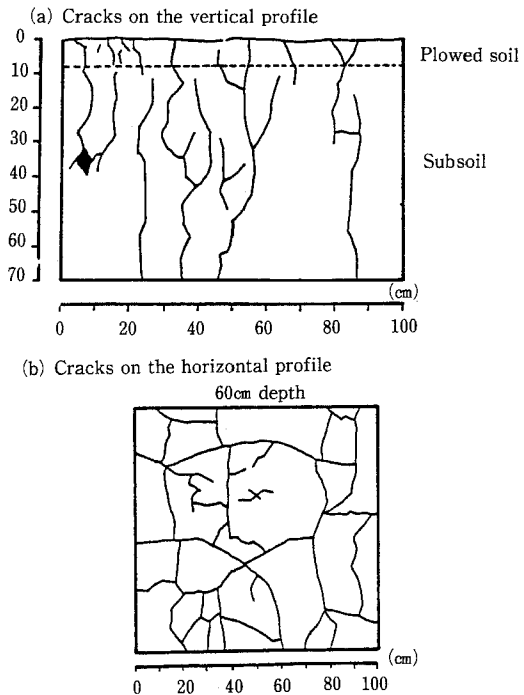 (a) Cracks on the vertical profile
0
Plowed soil
10
20
30
Subsoil
40
50
60
70
(cm)
0 20 40 60 80 100
(b) Cracks on the horizontal profile
60cm depth
(cm)
0 20 40 60 80 100